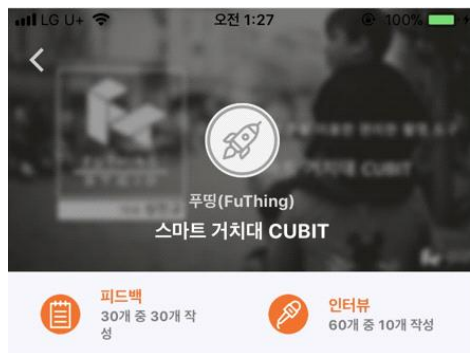 LG U+ 오전 1:27 100%
푸띵(FuThing)
스마트 거치대 CUBIT
피드백
30개 중 30개 작
성
인터뷰
60개 중 10개 작성